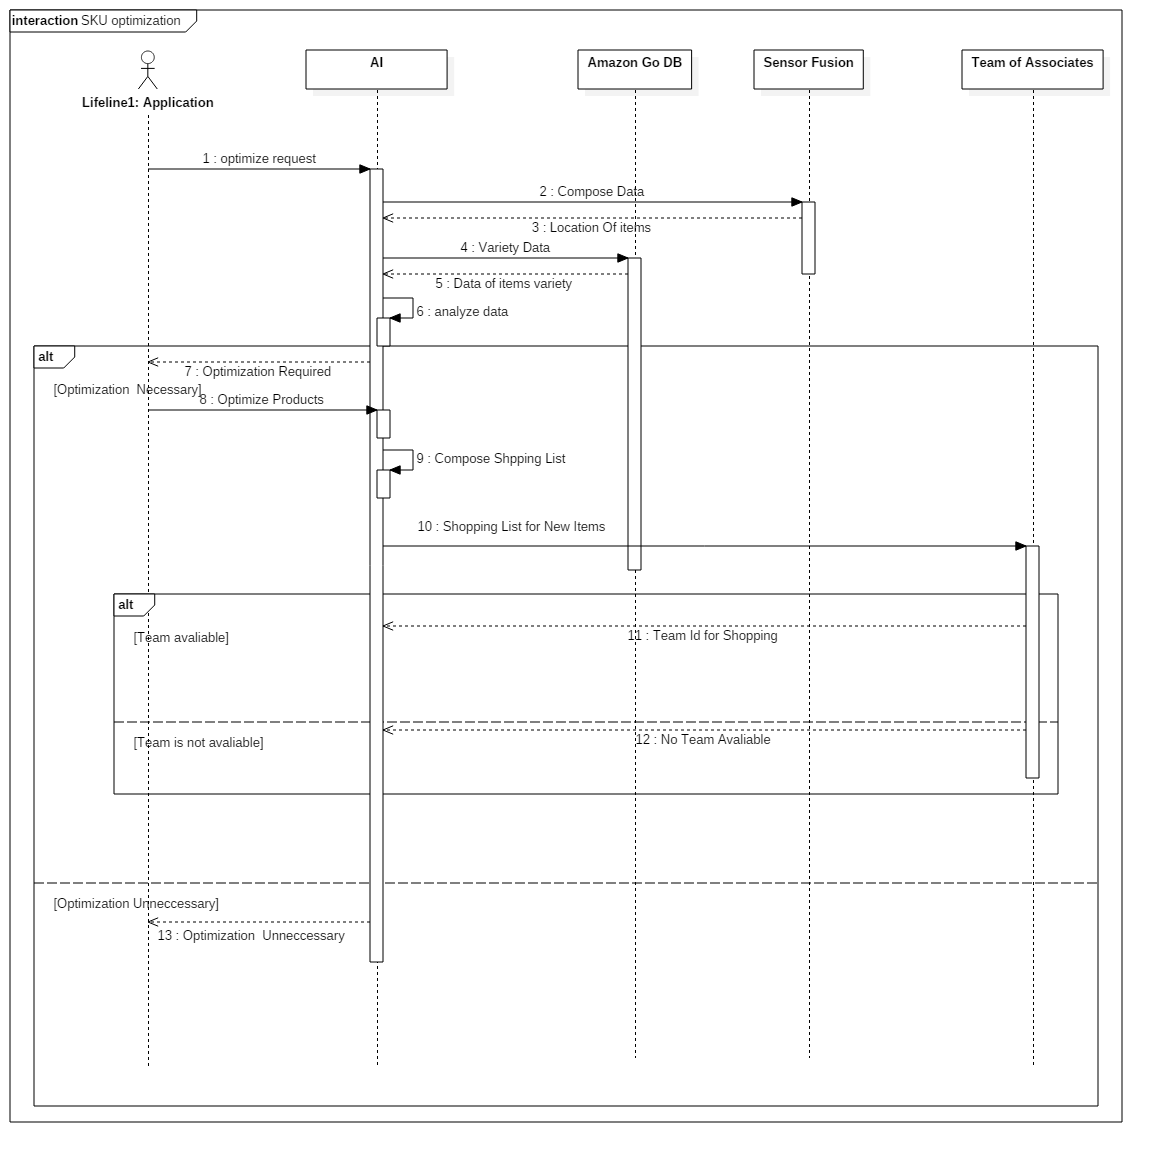 interaction SKU optimization
Lifeline1: Application
AI
Amazon Go DB
Sensor Fusion
Team of Associates
1 : optimize request
2 : Compose Data
3 : Location Of items
4 : Variety Data
5 : Data of items variety
6 : analyze data
alt
7 : Optimization Required
[Optimization  Necessary]
8 : Optimize Products
9 : Compose Shpping List
10 : Shopping List for New Items
alt
[Team avaliable]
11 : Team Id for Shopping
[Team is not avaliable]
12 : No Team Avaliable
[Optimization Unneccessary]
13 : Optimization  Unneccessary